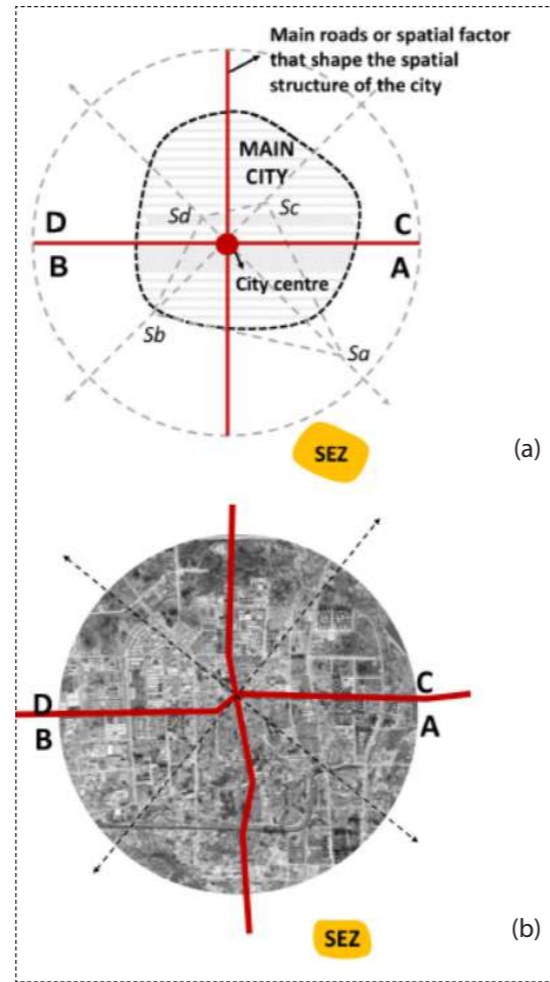 Main roads or spatial factor
that shape the spatial
structure of the city
MAIN
CITY
D
Sd
Sc
C
B
A
City centre
Sb
Sa
SEZ
(a)
C
D
A
B
SEZ
(b)